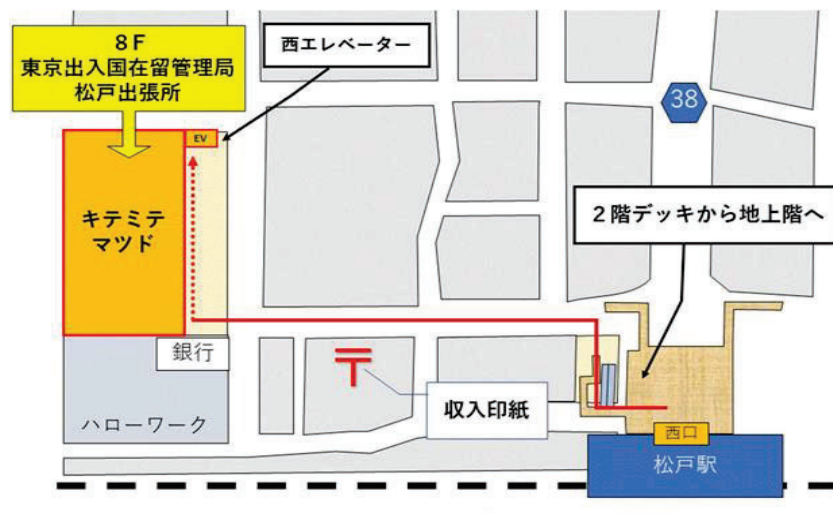 8F
東京出入国在留管理局
松戸出張所
西エレベーター
38
EV
キテミテ
マツド
2階デッキから地上階へ
銀行
〒
収入印紙
ハローワーク
西口
松戸駅